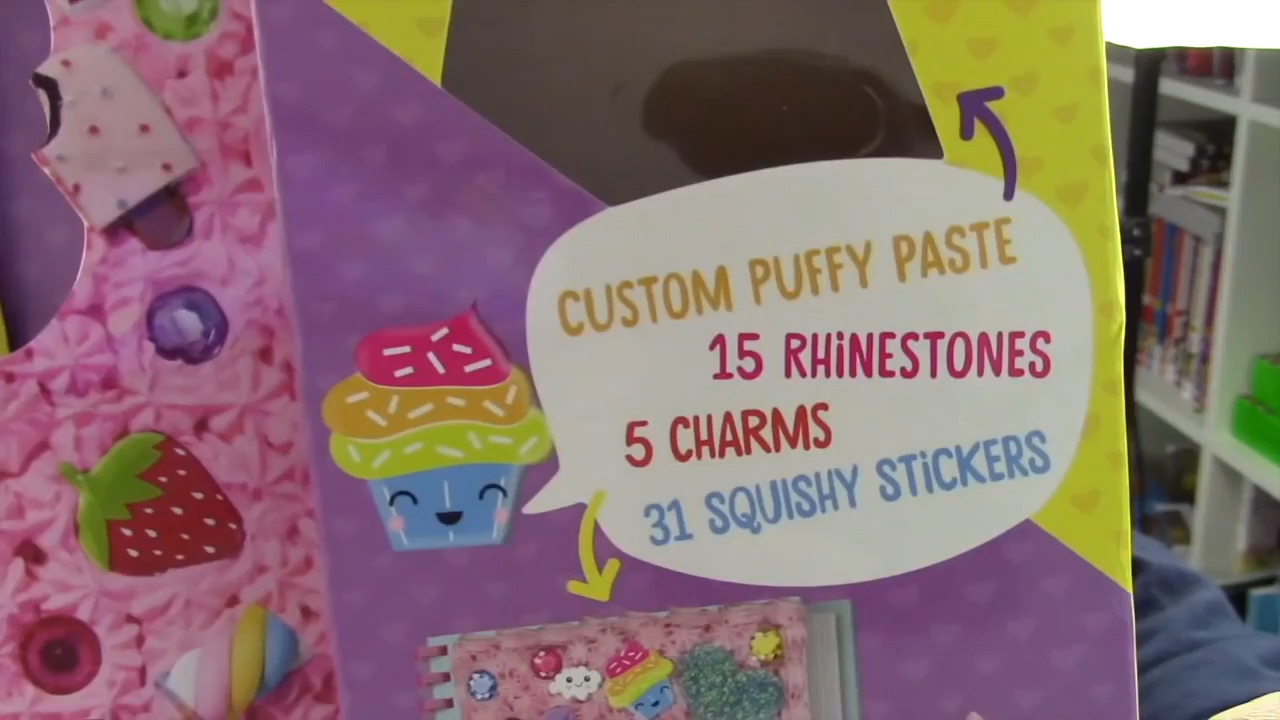 CUSTOM PUFFY PASTE
15 RHiNESTONES
5 CHARMS
31 SQUISHY STiCKERS